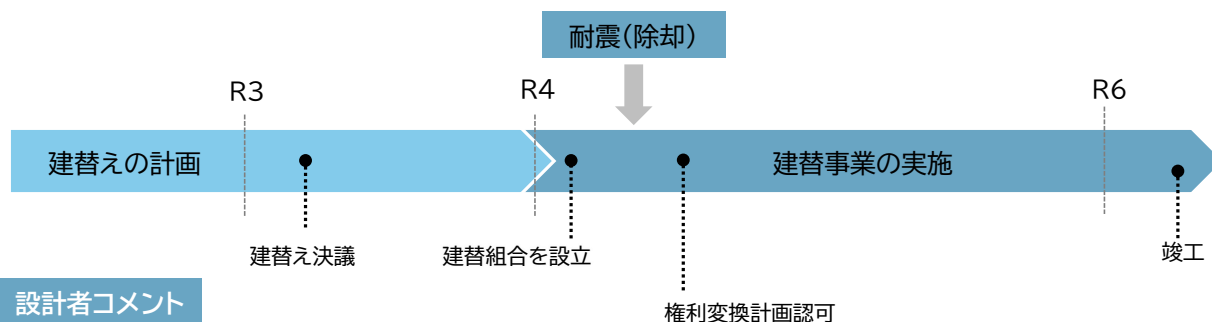 耐震(除却)
R3
R4
R6
建替えの計画
建替事業の実施
建替え決議
建替組合を設立
竣工
権利変換計画認可
設計者コメント